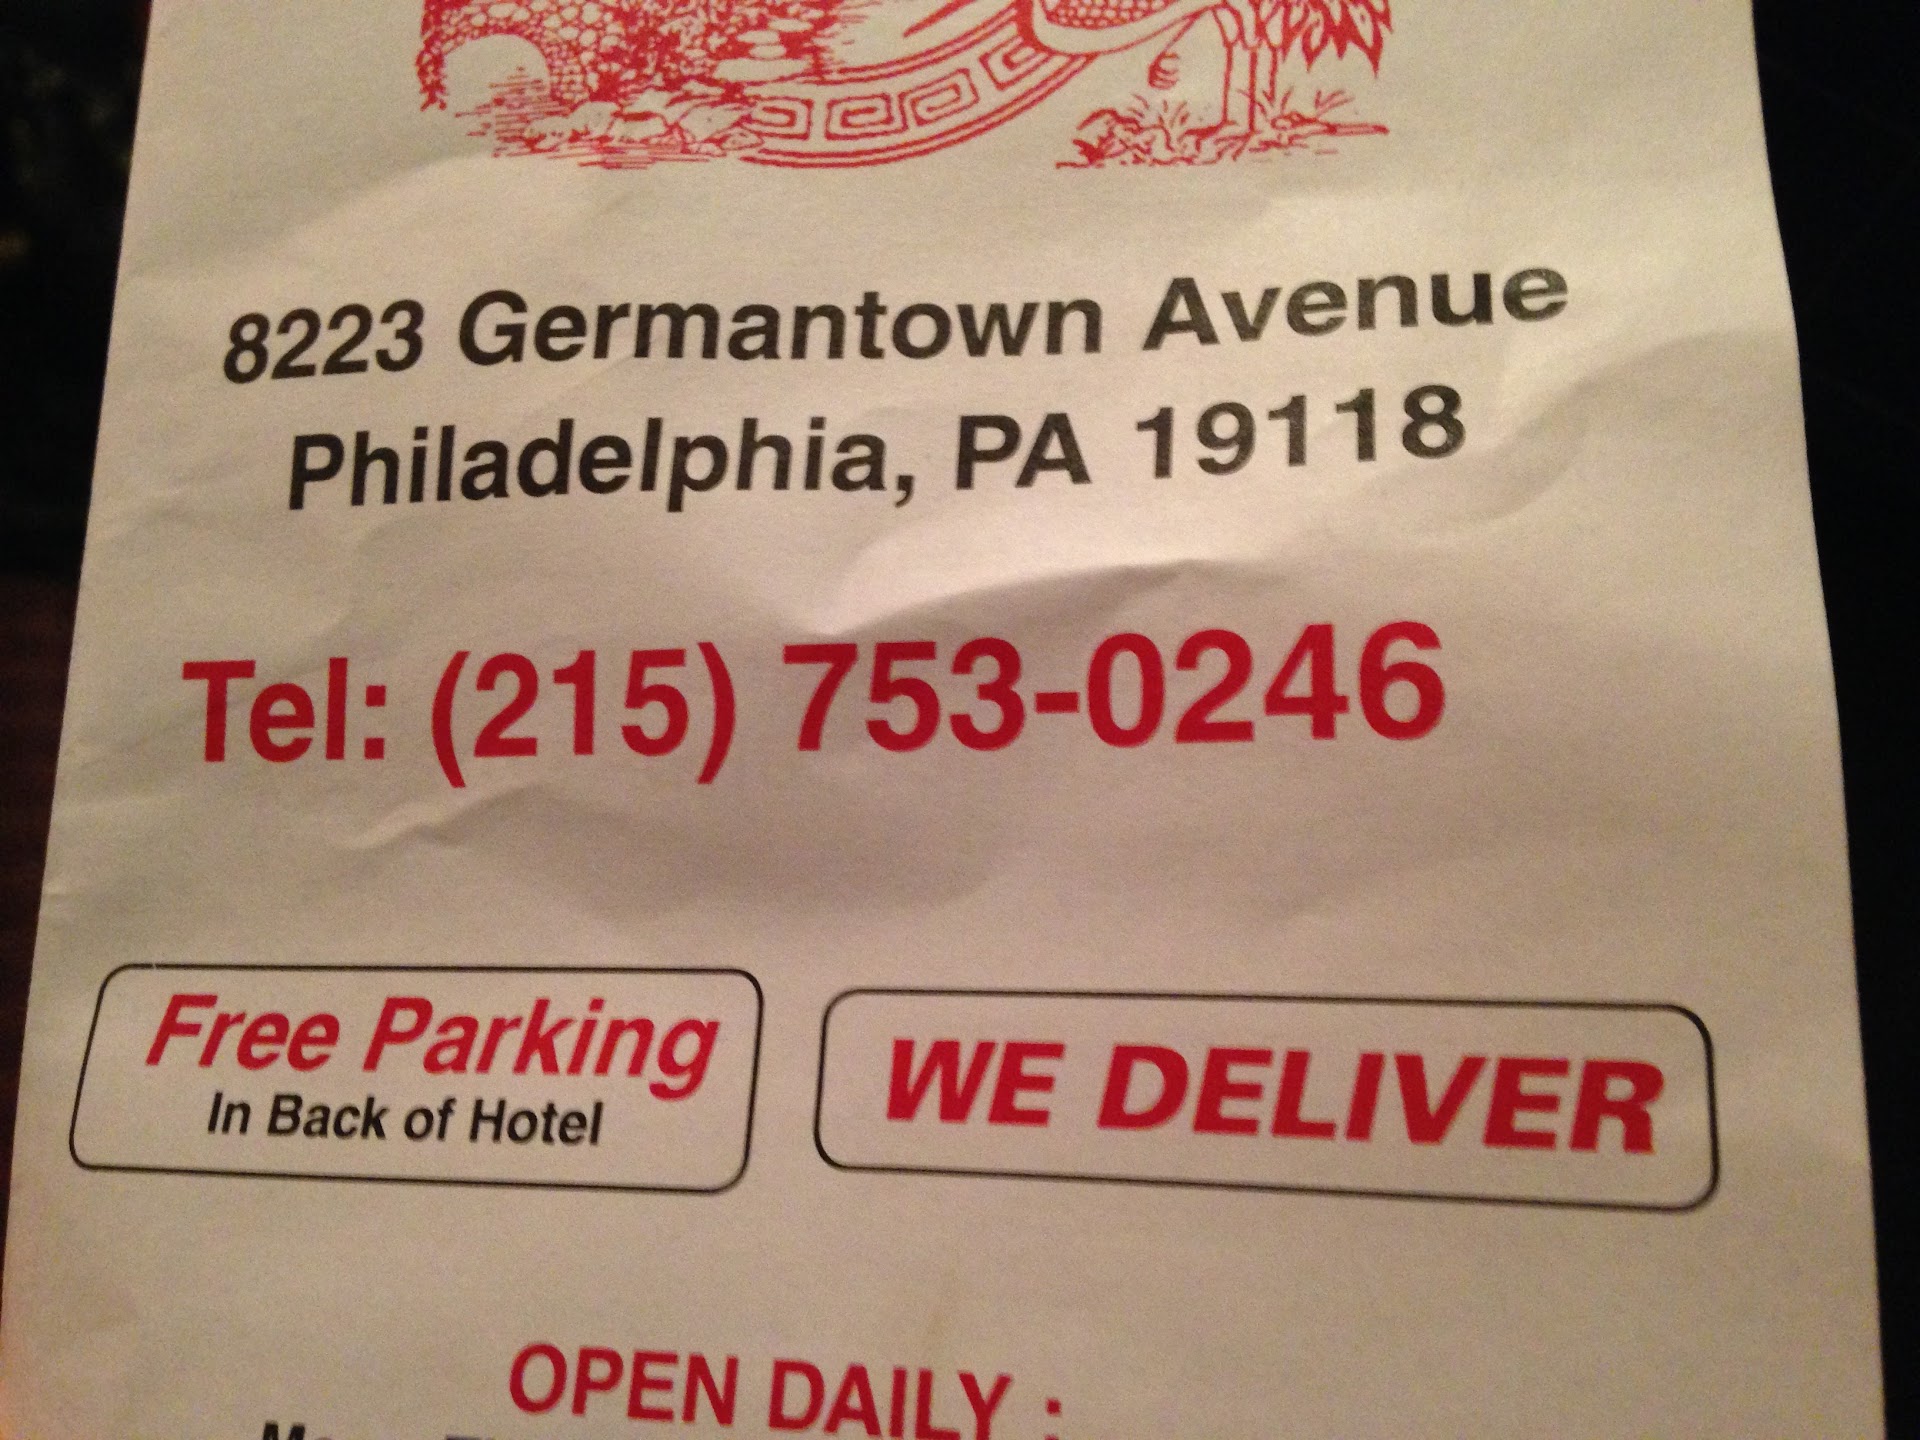 8223 Germantown Avenue
Philadelphia, PA 19118
Tel: (215) 753-0246
Free Parking
In Back of Hotel
WE DELIVER
OPEN DAILY :